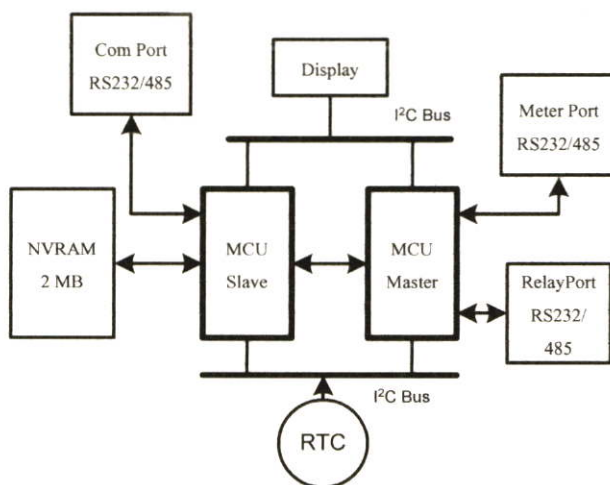 Com Port
RS232/485
Display
I²C Bus
Meter Port
RS232/485
NVRAM
2 MB
MCU
Slave
MCU
Master
RelayPort
RS232/
485
I²C Bus
RTC